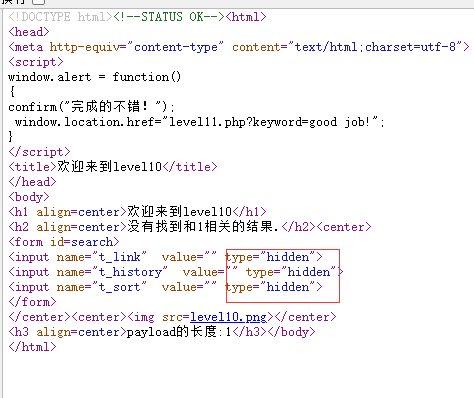 <!DOCTYPE html><!--STATUS OK--><html>
<head>
<meta http-equiv="content-type" content="text/html;charset=utf-8">
<script>
window.alert = function()
{
confirm("完成的不错！");
 window.location.href="level11.php?keyword=good job!";
}
</script>
<title>欢迎来到level10</title>
</head>
<body>
<h1 align=center>欢迎来到level10</h1>
<h2 align=center>没有找到和1相关的结果.</h2><center>
<form id=search>
<input name="t_link"  value="" type="hidden">
<input name="t_history"  value="" type="hidden">
<input name="t_sort"  value="" type="hidden">
</form>
</center><center><img src=level10.png></center>
<h3 align=center>payload的长度:1</h3></body>
</html>